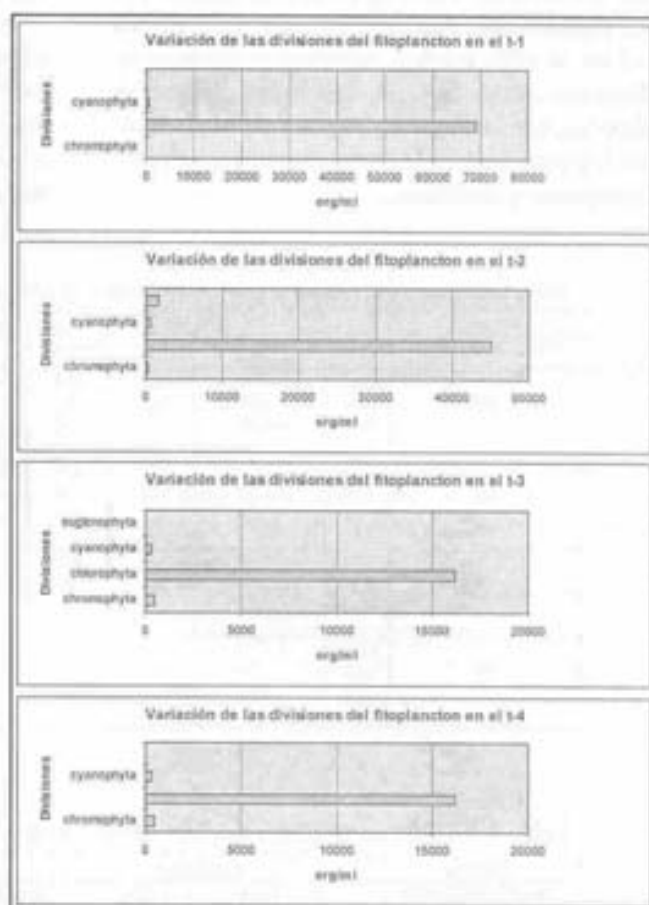 Variación de las divisiones del fitoplancton en el t-1
Divisiones
cyanophyta
chromophyta
0 10000 20000 30000 40000 50000 60000 70000 80000
org/ml
Variación de las divisiones del fitoplancton en el t-2
Divisiones
cyanophyta
chromophyta
0 10000 20000 30000 40000 50000
org/ml
Variación de las divisiones del fitoplancton en el t-3
Divisiones
euglenophyta
cyanophyta
chlorophyta
chromophyta
0 5000 10000 15000 20000
org/ml
Variación de las divisiones del fitoplancton en el t-4
Divisiones
cyanophyta
chromophyta
0 5000 10000 15000 20000
org/ml